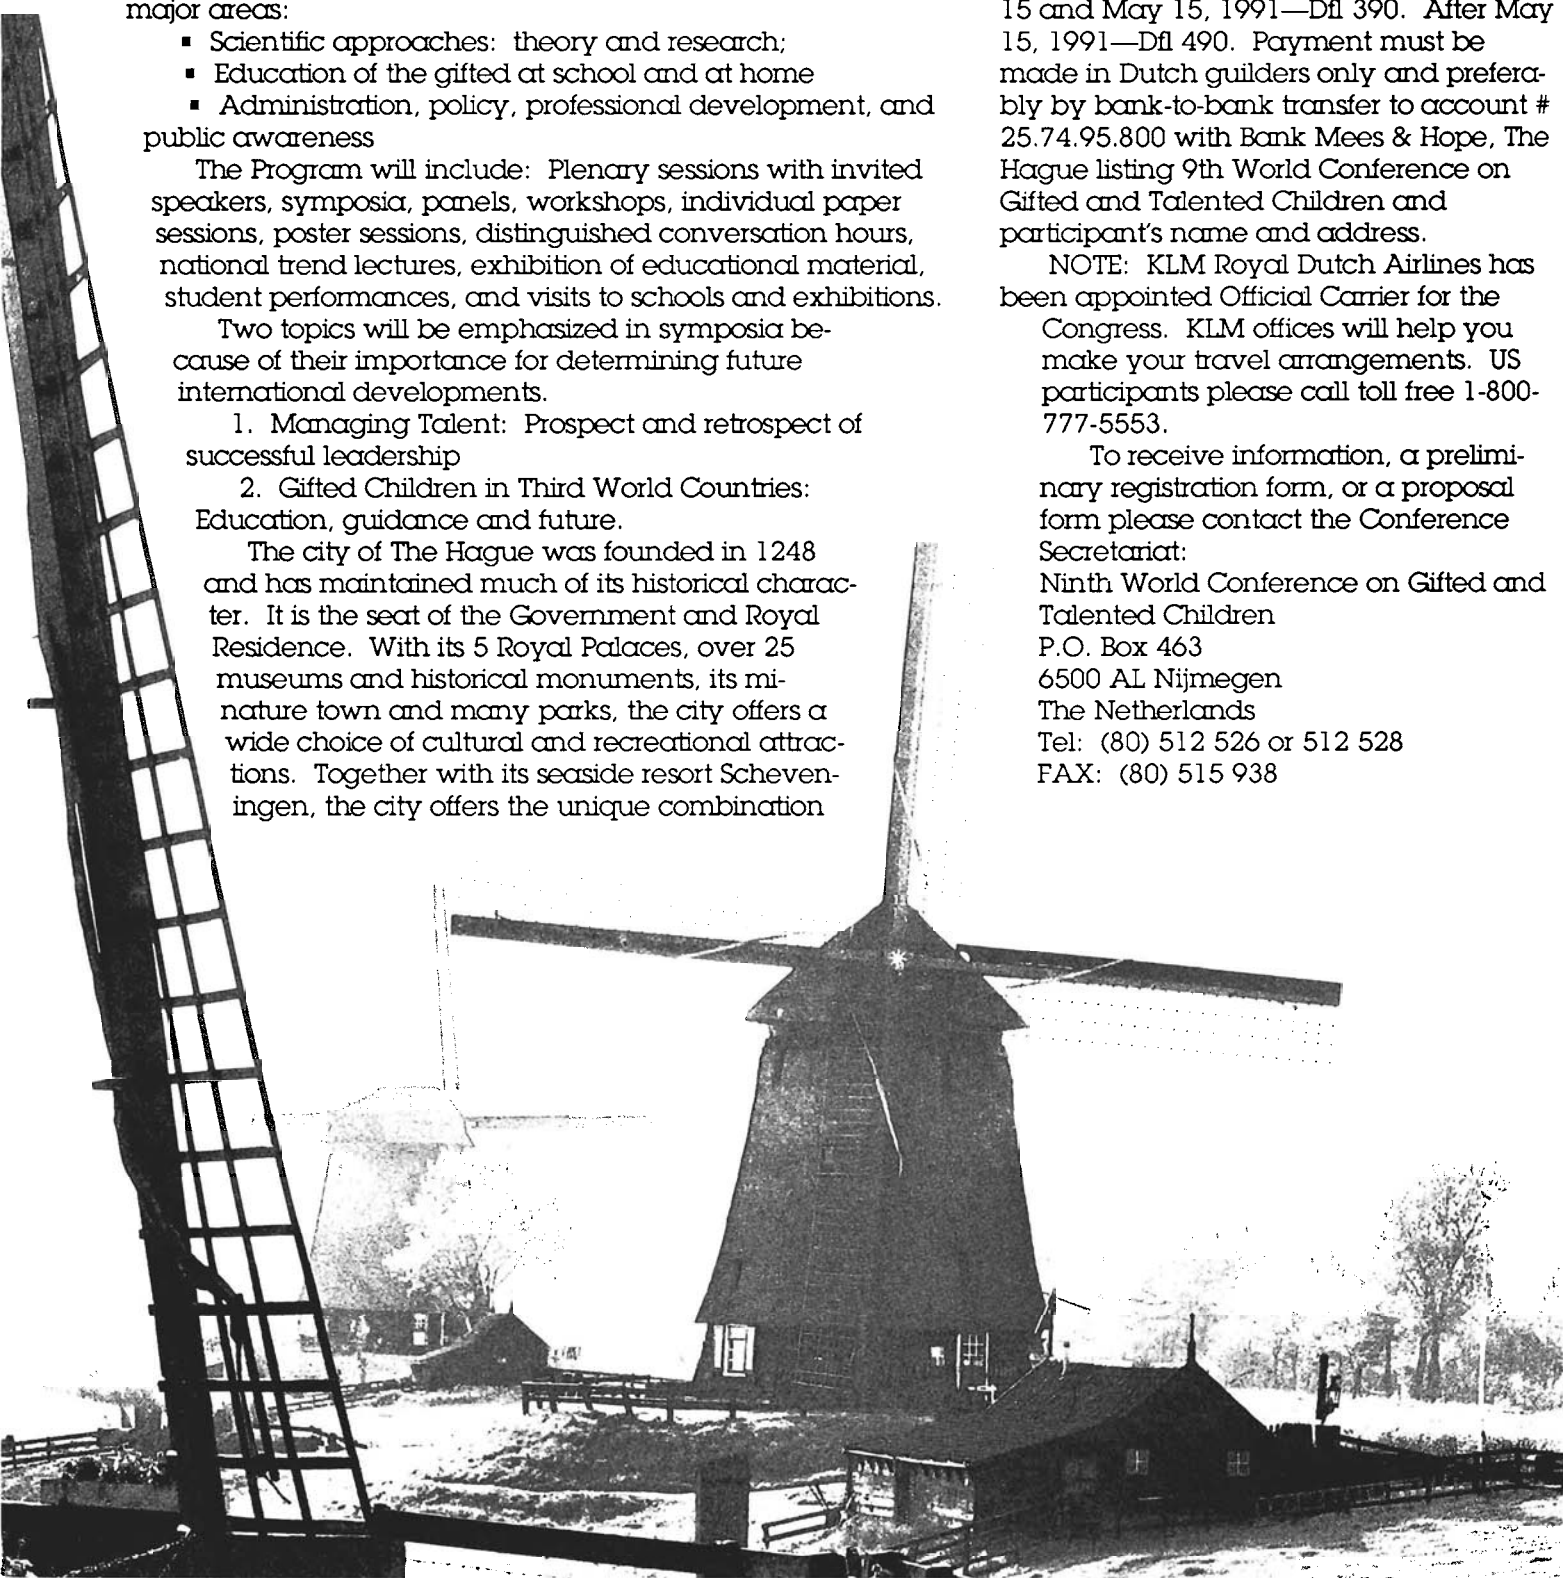 major areas:
▪ Scientific approaches: theory and research;
▪ Education of the gifted at school and at home
▪ Administration, policy, professional development, and
public awareness
The Program will include: Plenary sessions with invited
speakers, symposia, panels, workshops, individual paper
sessions, poster sessions, distinguished conversation hours,
national trend lectures, exhibition of educational material,
student performances, and visits to schools and exhibitions.
Two topics will be emphasized in symposia be-
cause of their importance for determining future
international developments.
1. Managing Talent: Prospect and retrospect of
successful leadership
2. Gifted Children in Third World Countries:
Education, guidance and future.
The city of The Hague was founded in 1248
and has maintained much of its historical charac-
ter. It is the seat of the Government and Royal
Residence. With its 5 Royal Palaces, over 25
museums and historical monuments, its mi-
nature town and many parks, the city offers a
wide choice of cultural and recreational attrac-
tions. Together with its seaside resort Scheven-
ingen, the city offers the unique combination
15 and May 15, 1991—Dfl 390. After May
15, 1991—Dfl 490. Payment must be
made in Dutch guilders only and prefera-
bly by bank-to-bank transfer to account #
25.74.95.800 with Bank Mees & Hope, The
Hague listing 9th World Conference on
Gifted and Talented Children and
participant's name and address.
NOTE: KLM Royal Dutch Airlines has
been appointed Official Carrier for the
Congress. KLM offices will help you
make your travel arrangements. US
participants please call toll free 1-800-
777-5553.
To receive information, a prelimi-
nary registration form, or a proposal
form please contact the Conference
Secretariat:
Ninth World Conference on Gifted and
Talented Children
P.O. Box 463
6500 AL Nijmegen
The Netherlands
Tel: (80) 512 526 or 512 528
FAX: (80) 515 938